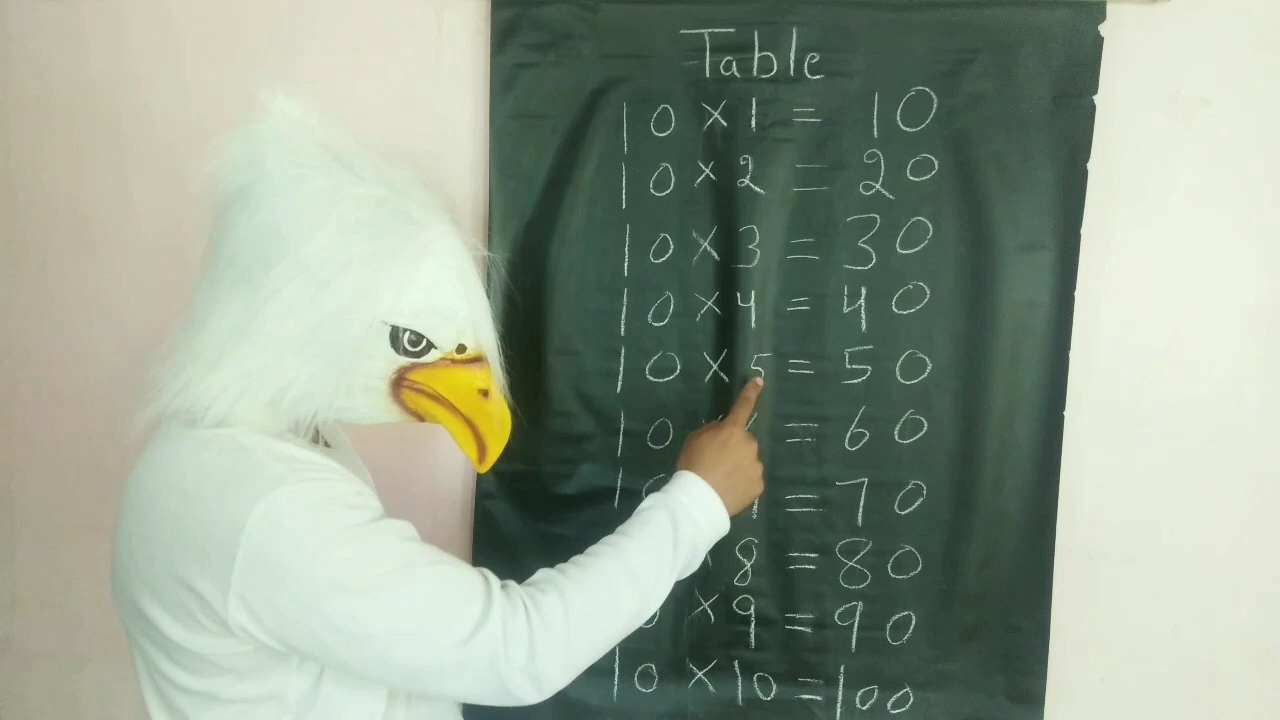 Table
10 × 1 = 10
10 × 2 = 20
10 × 3 = 30
10 × 4 = 40
10 × 5 = 50
10 = 60
1 = 70
8 = 80
× 9 = 90
10 × 10 = 100